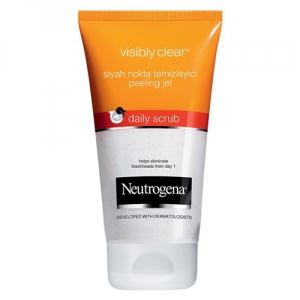 visibly clear®
siyah nokta temizleyici
peeling jel
daily scrub
helps eliminate
blackheads from day 1
Neutrogena®
DEVELOPED WITH DERMATOLOGISTS